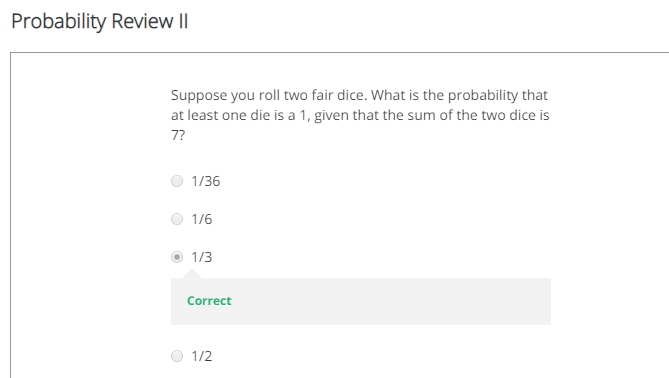 Probability Review II
Suppose you roll two fair dice. What is the probability that
at least one die is a 1, given that the sum of the two dice is
7?
1/36
1/6
1/3
Correct
1/2